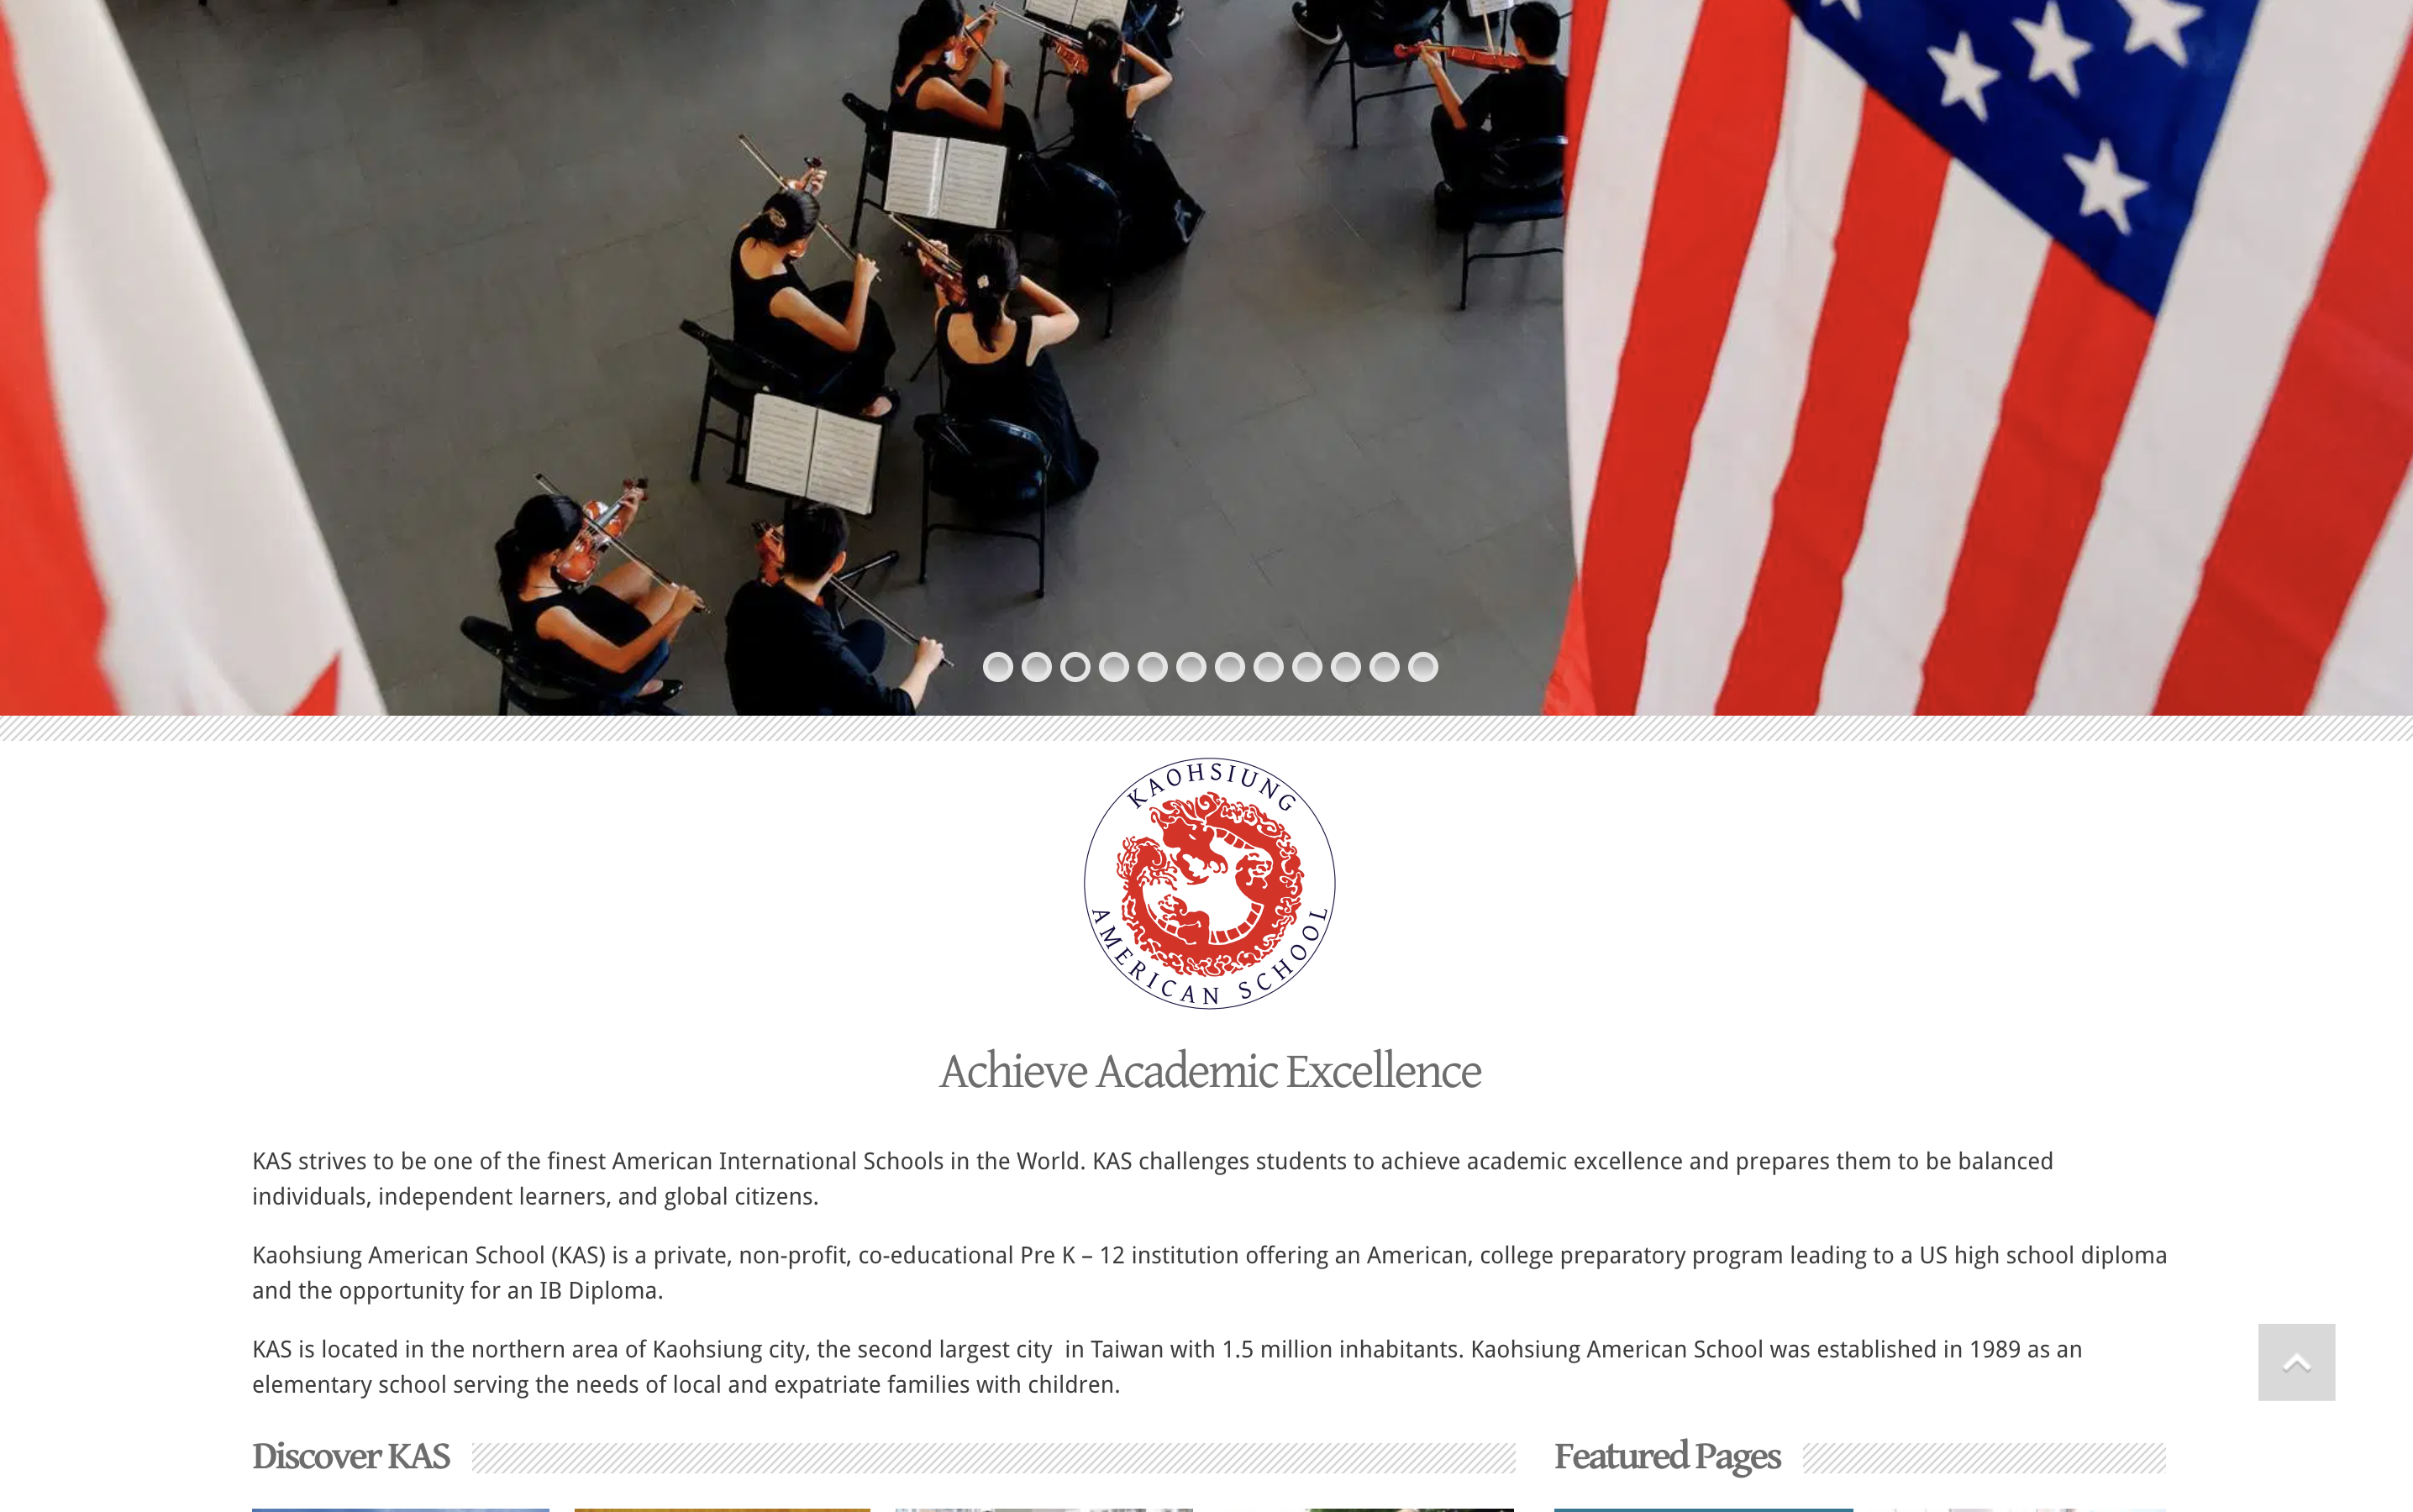 KAOHSIUNG
AMERICAN SCHOOL
Achieve Academic Excellence
KAS strives to be one of the finest American International Schools in the World. KAS challenges students to achieve academic excellence and prepares them to be balanced
individuals, independent learners, and global citizens.
Kaohsiung American School (KAS) is a private, non-profit, co-educational Pre K – 12 institution offering an American, college preparatory program leading to a US high school diploma
and the opportunity for an IB Diploma.
KAS is located in the northern area of Kaohsiung city, the second largest city  in Taiwan with 1.5 million inhabitants. Kaohsiung American School was established in 1989 as an
elementary school serving the needs of local and expatriate families with children.
Discover KAS
Featured Pages